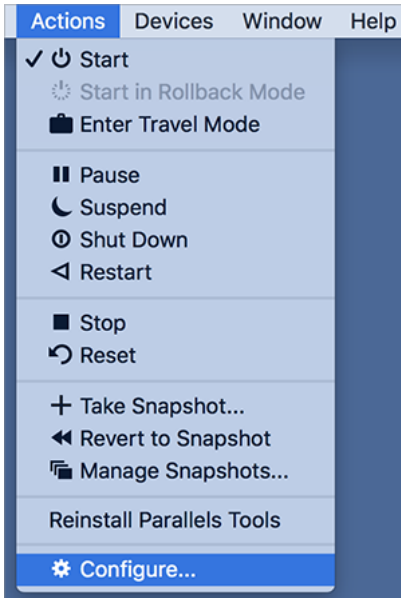 Actions Devices Window Help
Start
Start in Rollback Mode
Enter Travel Mode
Pause
Suspend
Shut Down
Restart
Stop
Reset
Take Snapshot...
Revert to Snapshot
Manage Snapshots...
Reinstall Parallels Tools
Configure...